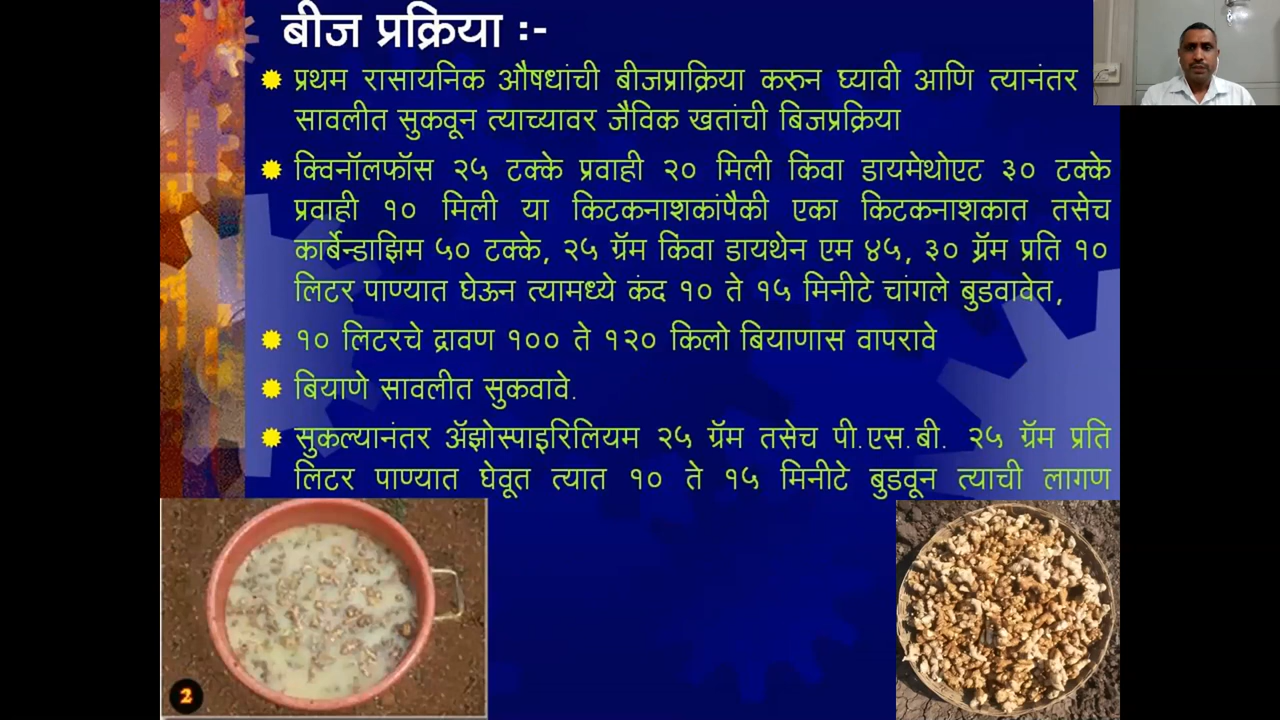 बीज प्रक्रिया :-
प्रथम रासायनिक औषधांची बीजप्राक्रिया करुन घ्यावी आणि त्यानंतर
सावलीत सुकवून त्याच्यावर जैविक खतांची बिजप्रक्रिया
क्विनॉलफॉस २५ टक्के प्रवाही २० मिली किंवा डायमेथोएट ३० टक्के
प्रवाही १० मिली या किटकनाशकांपैकी एका किटकनाशकात तसेच
कार्बेन्डाझिम ५० टक्के, २५ ग्रॅम किंवा डायथेन एम ४५, ३० ग्रॅम प्रति १०
लिटर पाण्यात घेऊन त्यामध्ये कंद १० ते १५ मिनीटे चांगले बुडवावेत,
१० लिटरचे द्रावण १०० ते १२० किलो बियाणास वापरावे
बियाणे सावलीत सुकवावे.
सुकल्यानंतर ॲझोस्पाइरिलियम २५ ग्रॅम तसेच पी.एस.बी. २५ ग्रॅम प्रति
लिटर पाण्यात घेवूत त्यात १० ते १५ मिनीटे बुडवून त्याची लागण
2